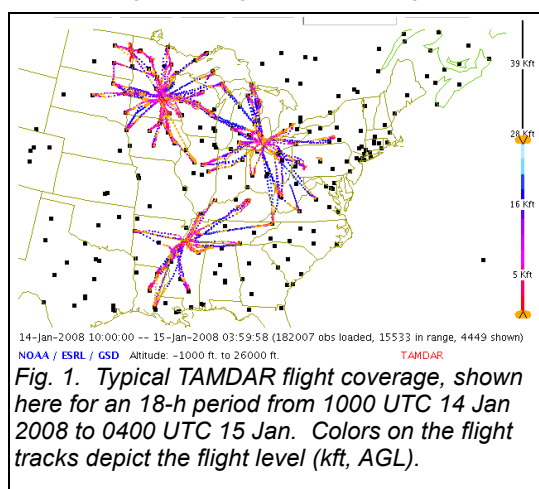 39 Kft
28 Kft
16 Kft
5 Kft
14-Jan-2008 10:00:00 -- 15-Jan-2008 03:59:58 (182007 obs loaded, 15533 in range, 4449 shown)
NOAA / ESRL / GSD Altitude: -1000 ft. to 26000 ft. TAMDAR
Fig. 1. Typical TAMDAR flight coverage, shown
here for an 18-h period from 1000 UTC 14 Jan
2008 to 0400 UTC 15 Jan. Colors on the flight
tracks depict the flight level (kft, AGL).